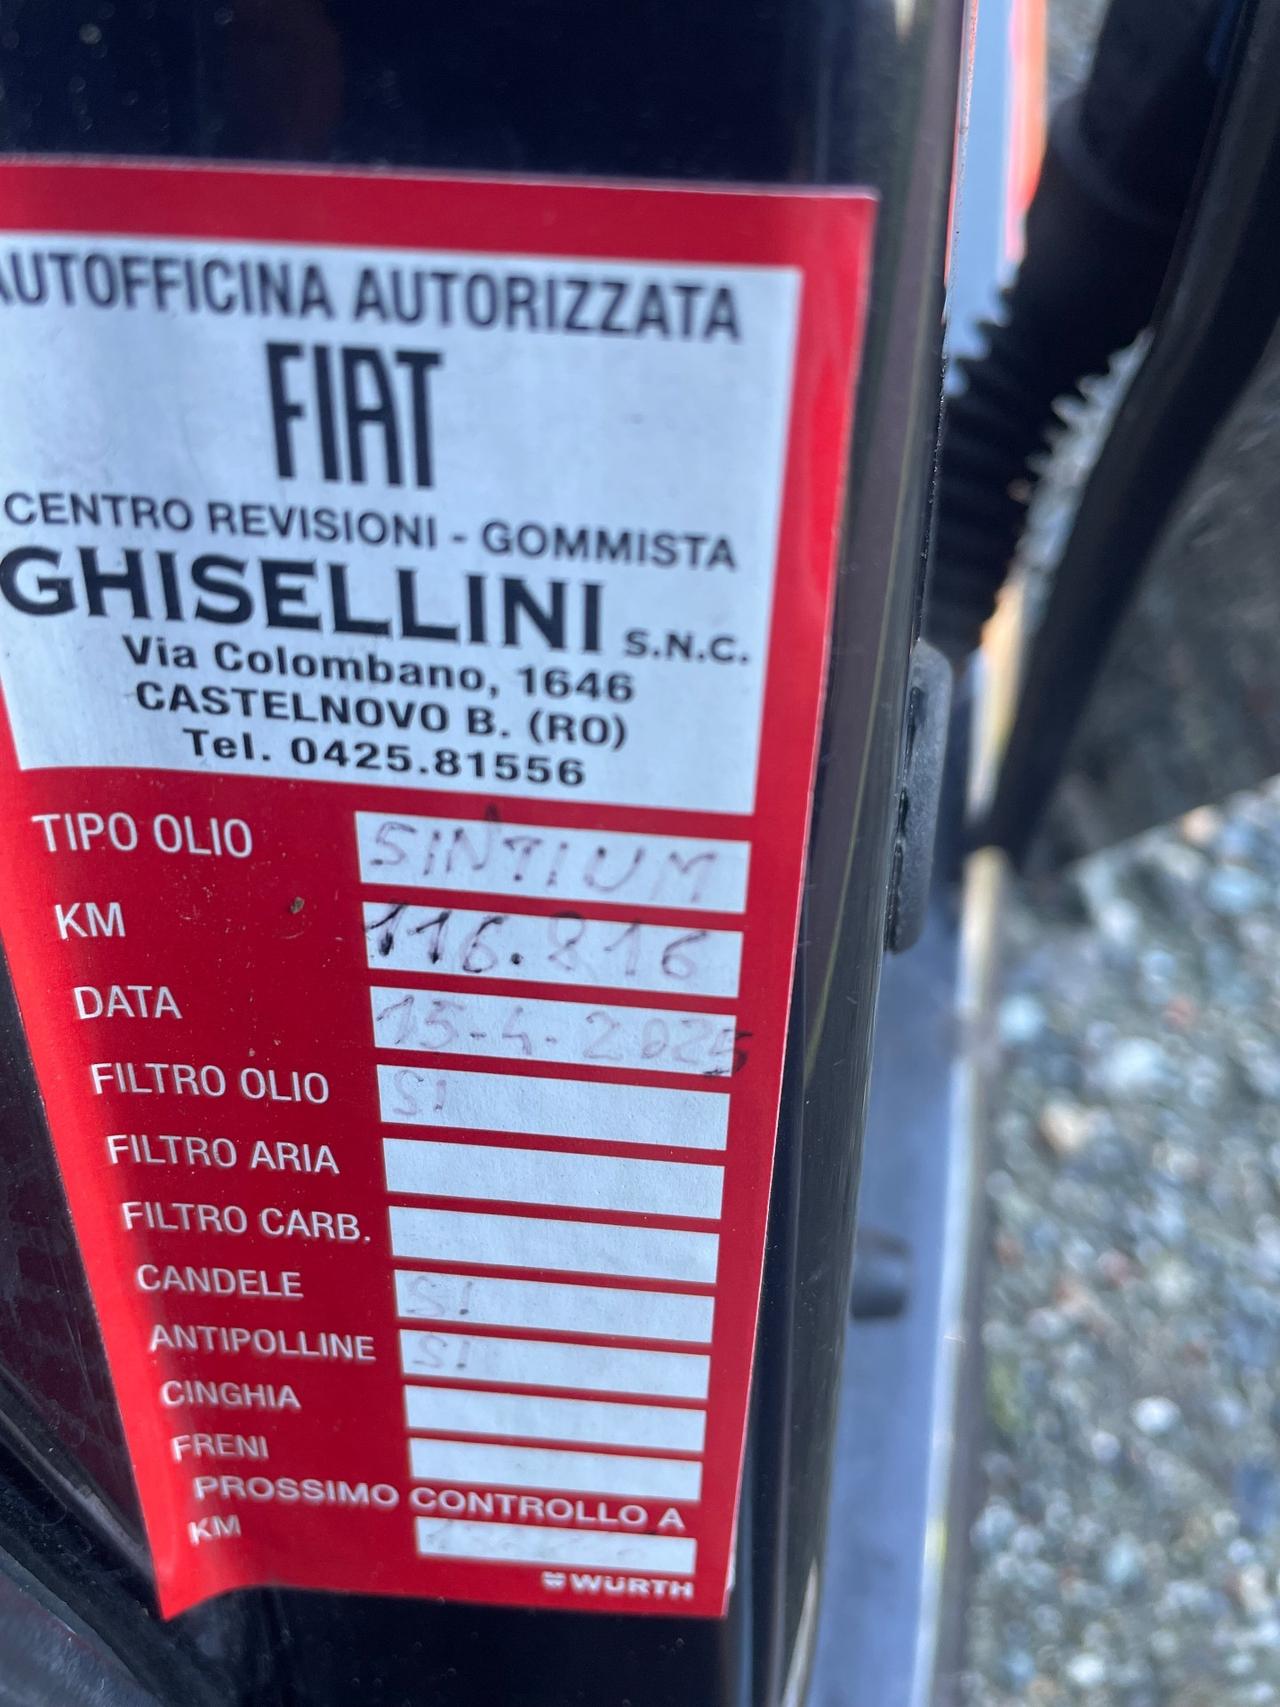 AUTOFFICINA AUTORIZZATA
FIAT
CENTRO REVISIONI - GOMMISTA
GHISELLINI S.N.C.
Via Colombano, 1646
CASTELNOVO B. (RO)
Tel. 0425.81556
TIPO OLIO SINTIUM
KM 116.816
DATA 15-4-2025
FILTRO OLIO SI
FILTRO ARIA
FILTRO CARB.
CANDELE SI
ANTIPOLLINE SI
CINGHIA
FRENI
PROSSIMO CONTROLLO A
KM
WÜRTH